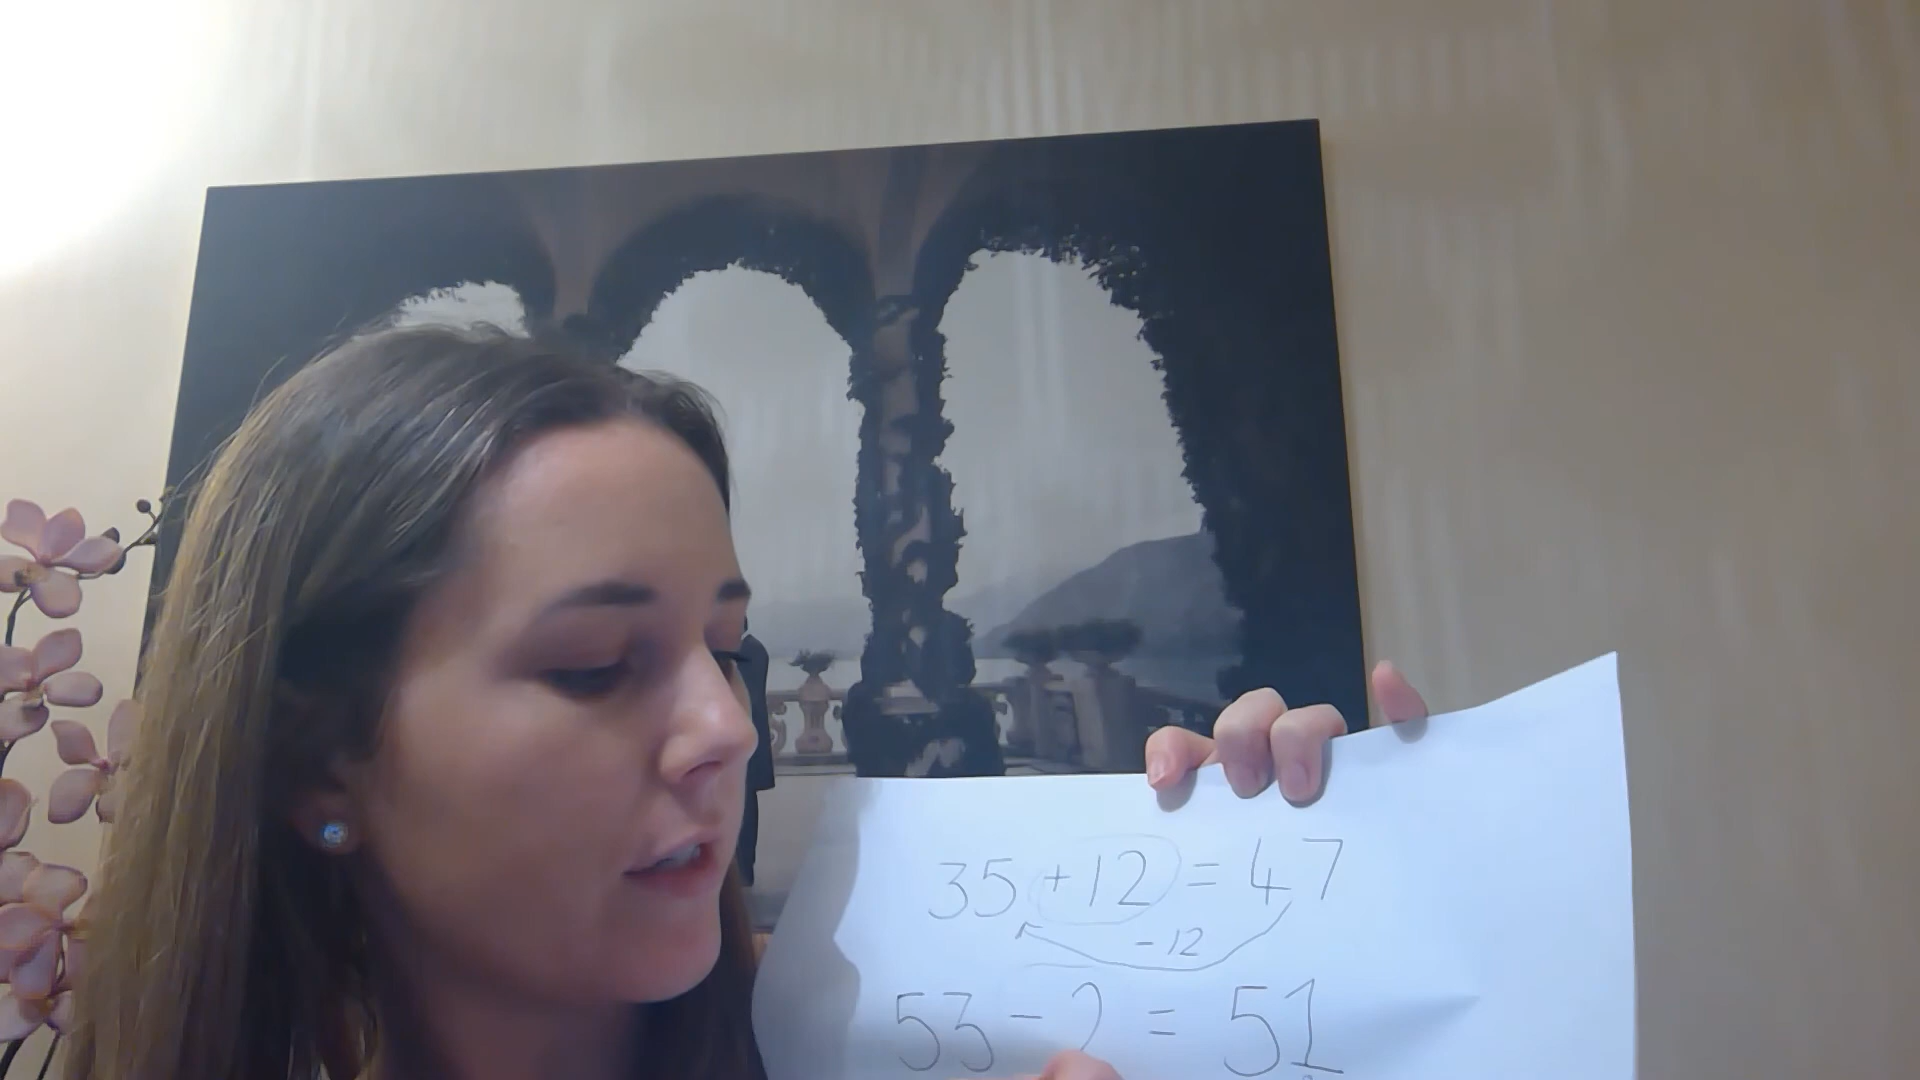 35 +12 = 47
-12
53 - 2 = 51